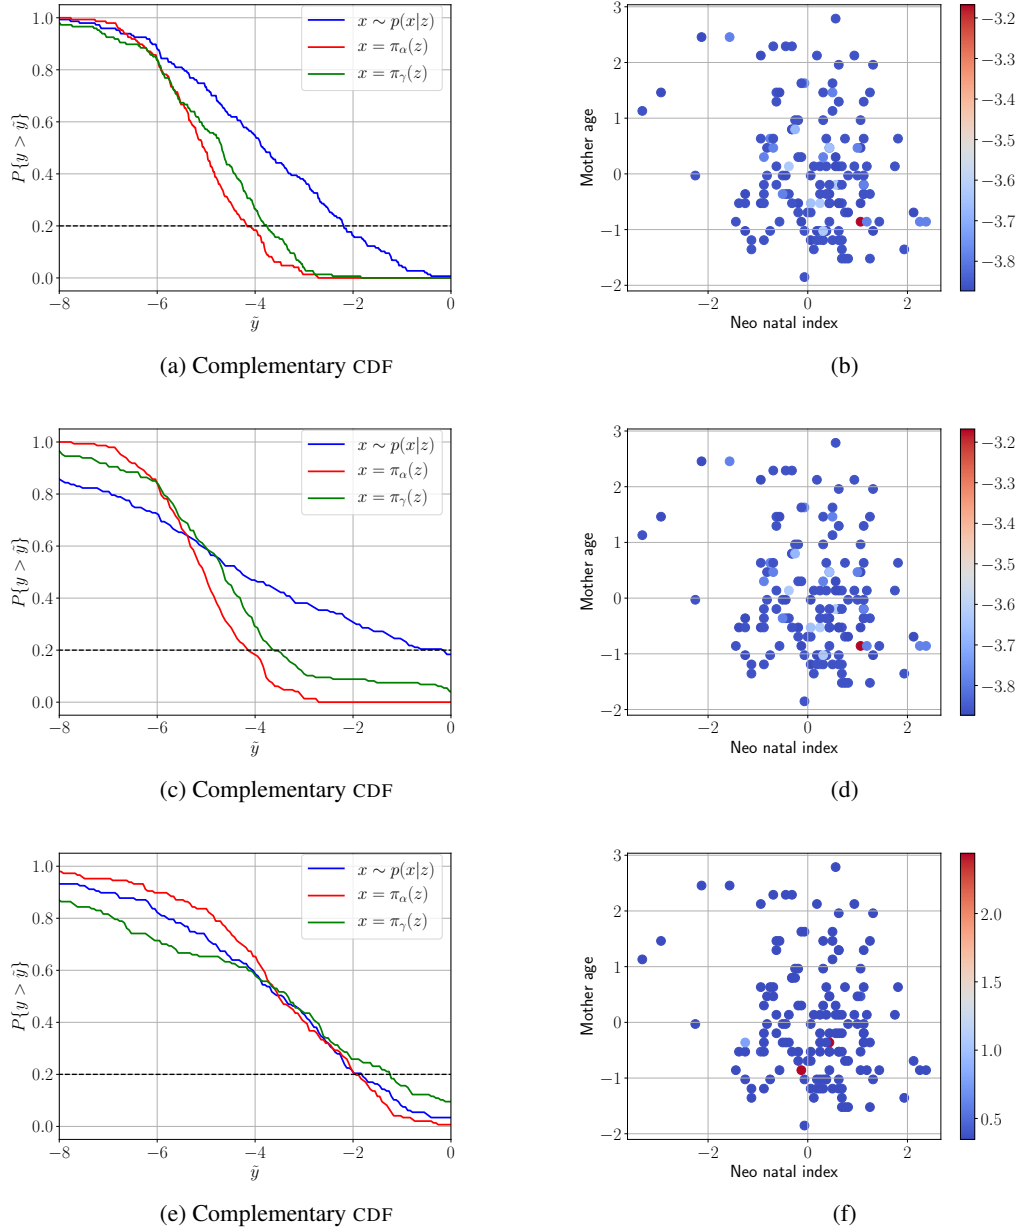 1.0
0.8
0.6
0.4
0.2
0.0
−8
−6
−4
−2
0
P{y > ỹ}
ỹ
x ∼ p(x|z)
x = π_α(z)
x = π_γ(z)
(a) Complementary CDF
3
2
1
0
−1
−2
−2
0
2
Mother age
Neo natal index
−3.2
−3.3
−3.4
−3.5
−3.6
−3.7
−3.8
(b)
1.0
0.8
0.6
0.4
0.2
0.0
−8
−6
−4
−2
0
P{y > ỹ}
ỹ
x ∼ p(x|z)
x = π_α(z)
x = π_γ(z)
(c) Complementary CDF
3
2
1
0
−1
−2
−2
0
2
Mother age
Neo natal index
−3.2
−3.3
−3.4
−3.5
−3.6
−3.7
−3.8
(d)
1.0
0.8
0.6
0.4
0.2
0.0
−8
−6
−4
−2
0
P{y > ỹ}
ỹ
x ∼ p(x|z)
x = π_α(z)
x = π_γ(z)
(e) Complementary CDF
3
2
1
0
−1
−2
−2
0
2
Mother age
Neo natal index
2.0
1.5
1.0
0.5
(f)